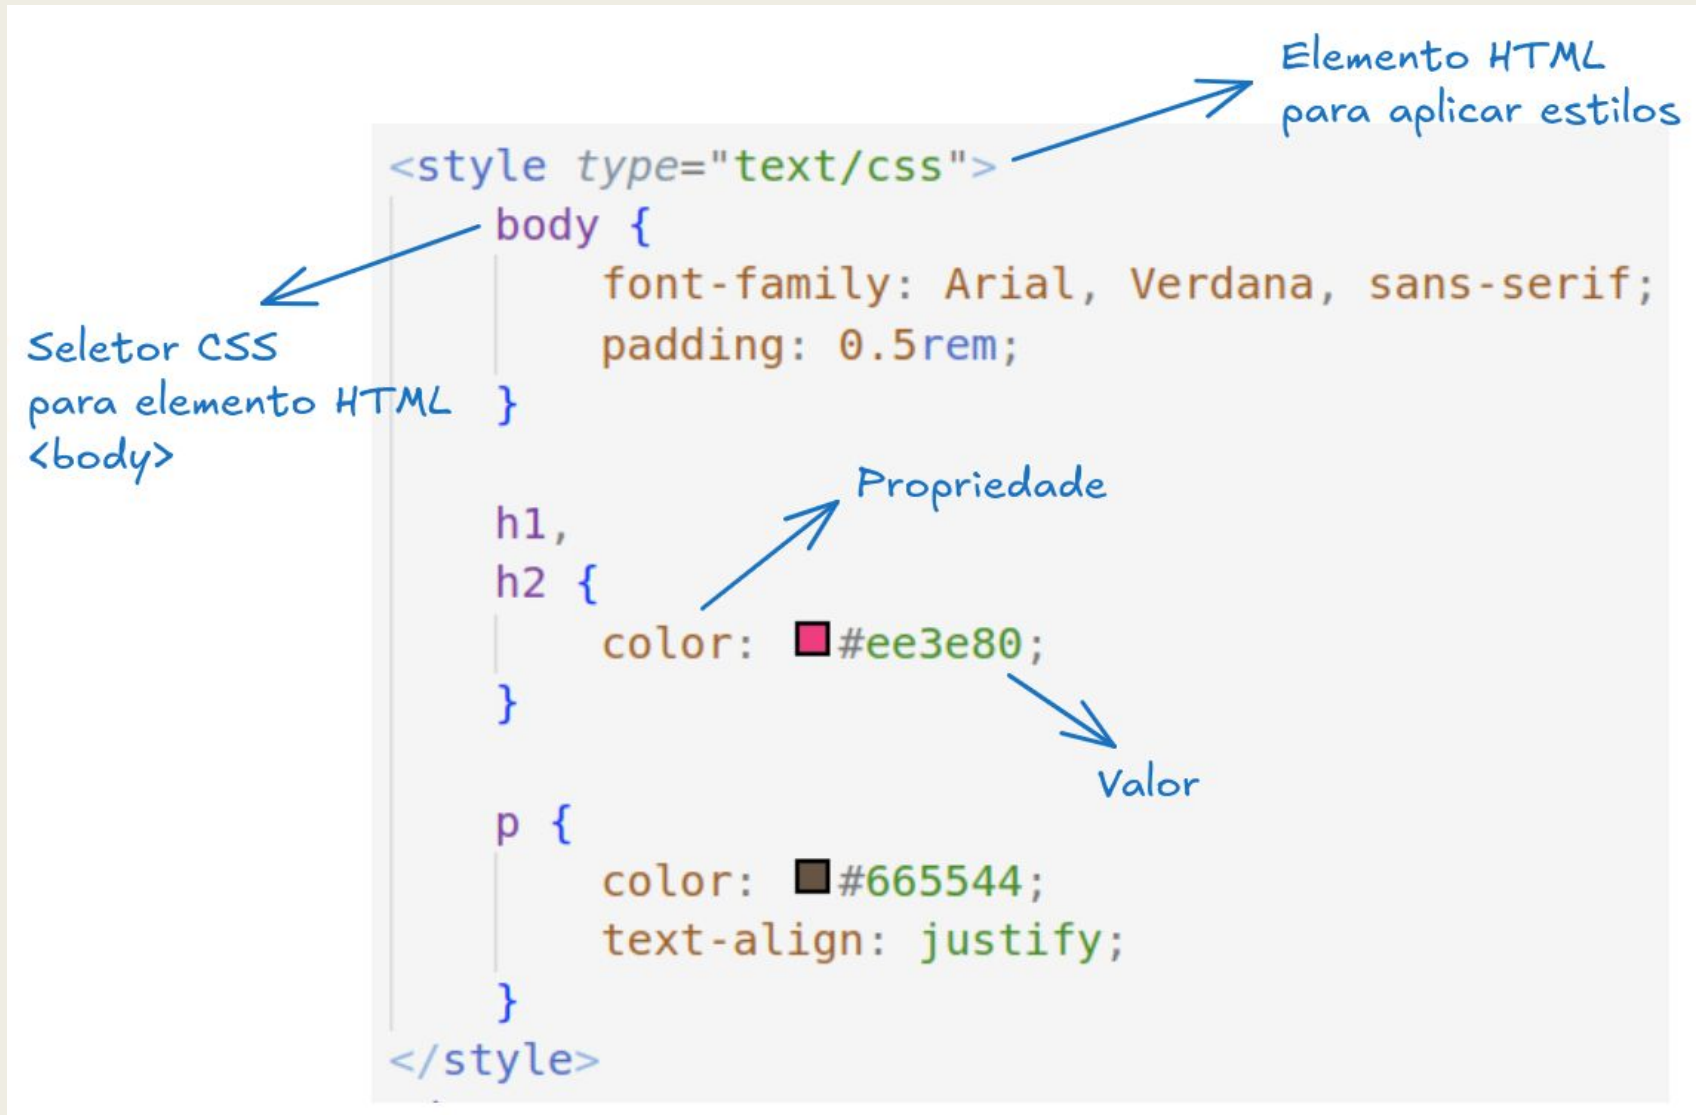 Elemento HTML
para aplicar estilos
<style type="text/css">
body {
font-family: Arial, Verdana, sans-serif;
padding: 0.5rem;
}
Seletor CSS
para elemento HTML
<body>
h1,
h2 {
color: #ee3e80;
}
Propriedade
Valor
p {
color: #665544;
text-align: justify;
}
</style>